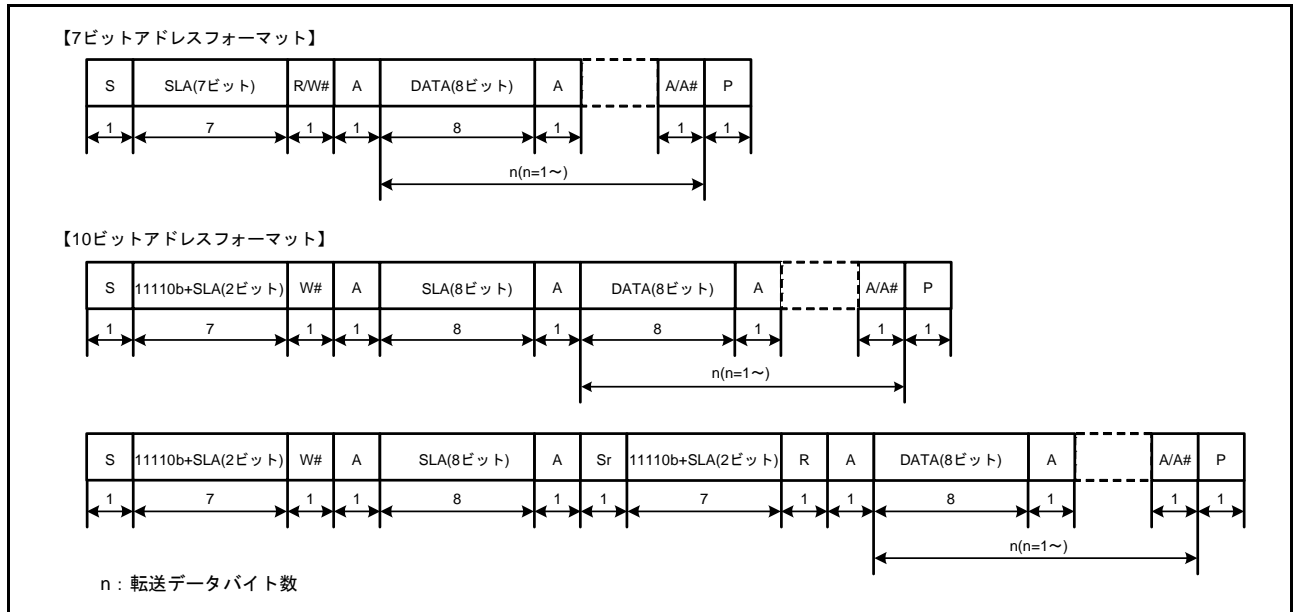 【7ビットアドレスフォーマット】
S SLA(7ビット) R/W# A DATA(8ビット) A A/A# P
1 7 1 1 8 1 1 1
n(n=1～)
【10ビットアドレスフォーマット】
S 11110b+SLA(2ビット) W# A SLA(8ビット) A DATA(8ビット) A A/A# P
1 7 1 1 8 1 8 1 1 1
n(n=1～)
S 11110b+SLA(2ビット) W# A SLA(8ビット) A Sr 11110b+SLA(2ビット) R A DATA(8ビット) A A/A# P
1 7 1 1 8 1 1 7 1 1 8 1 1 1
n(n=1～)
n：転送データバイト数